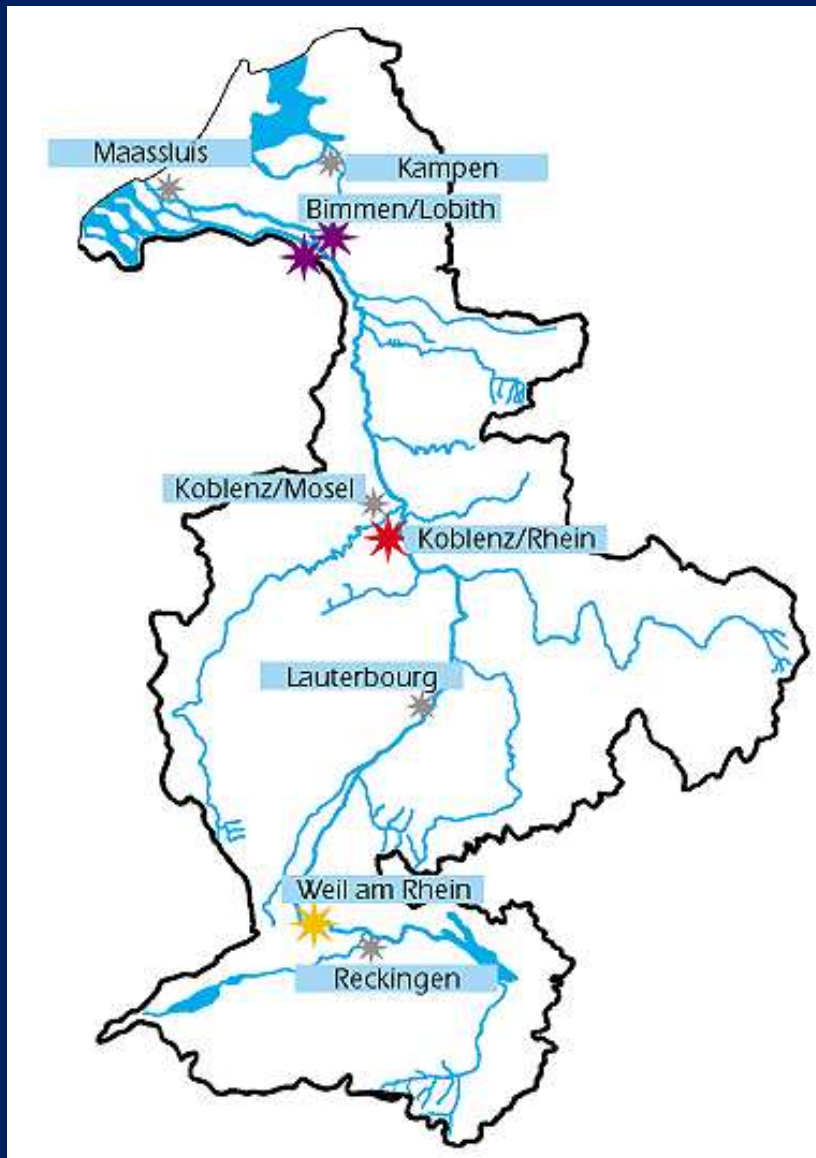 Maassluis
Kampen
Bimmen/Lobith
Koblenz/Mosel
Koblenz/Rhein
Lauterbourg
Weil am Rhein
Reckingen